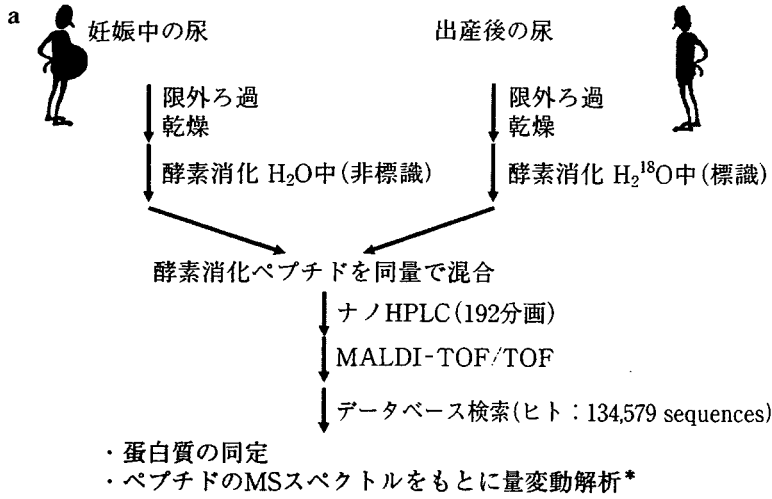 a
妊娠中の尿 出産後の尿
限外ろ過 限外ろ過
乾燥 乾燥
酵素消化 H₂O中(非標識) 酵素消化 H₂¹⁸O中(標識)
酵素消化ペプチドを同量で混合
ナノHPLC(192分画)
MALDI-TOF/TOF
データベース検索(ヒト:134,579 sequences)
・蛋白質の同定
・ペプチドのMSスペクトルをもとに量変動解析*